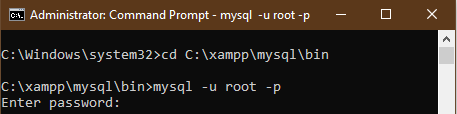 Administrator: Command Prompt - mysql -u root -p
C:\Windows\system32>cd C:\xampp\mysql\bin
C:\xampp\mysql\bin>mysql -u root -p
Enter password: